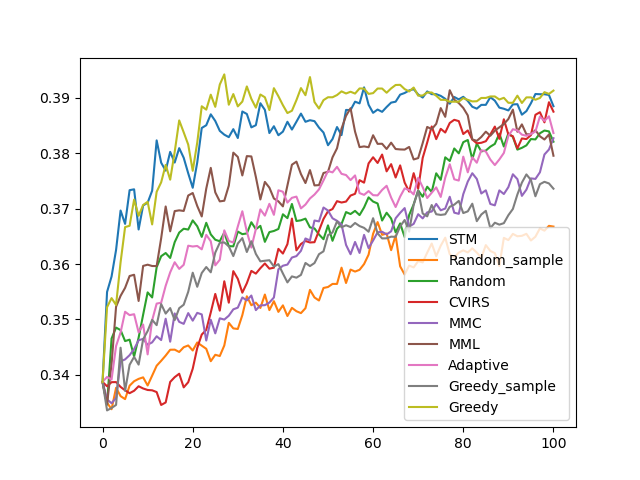 0.39
0.38
0.37
0.36
0.35
0.34
0 20 40 60 80 100
STM
Random_sample
Random
CVIRS
MMC
MML
Adaptive
Greedy_sample
Greedy